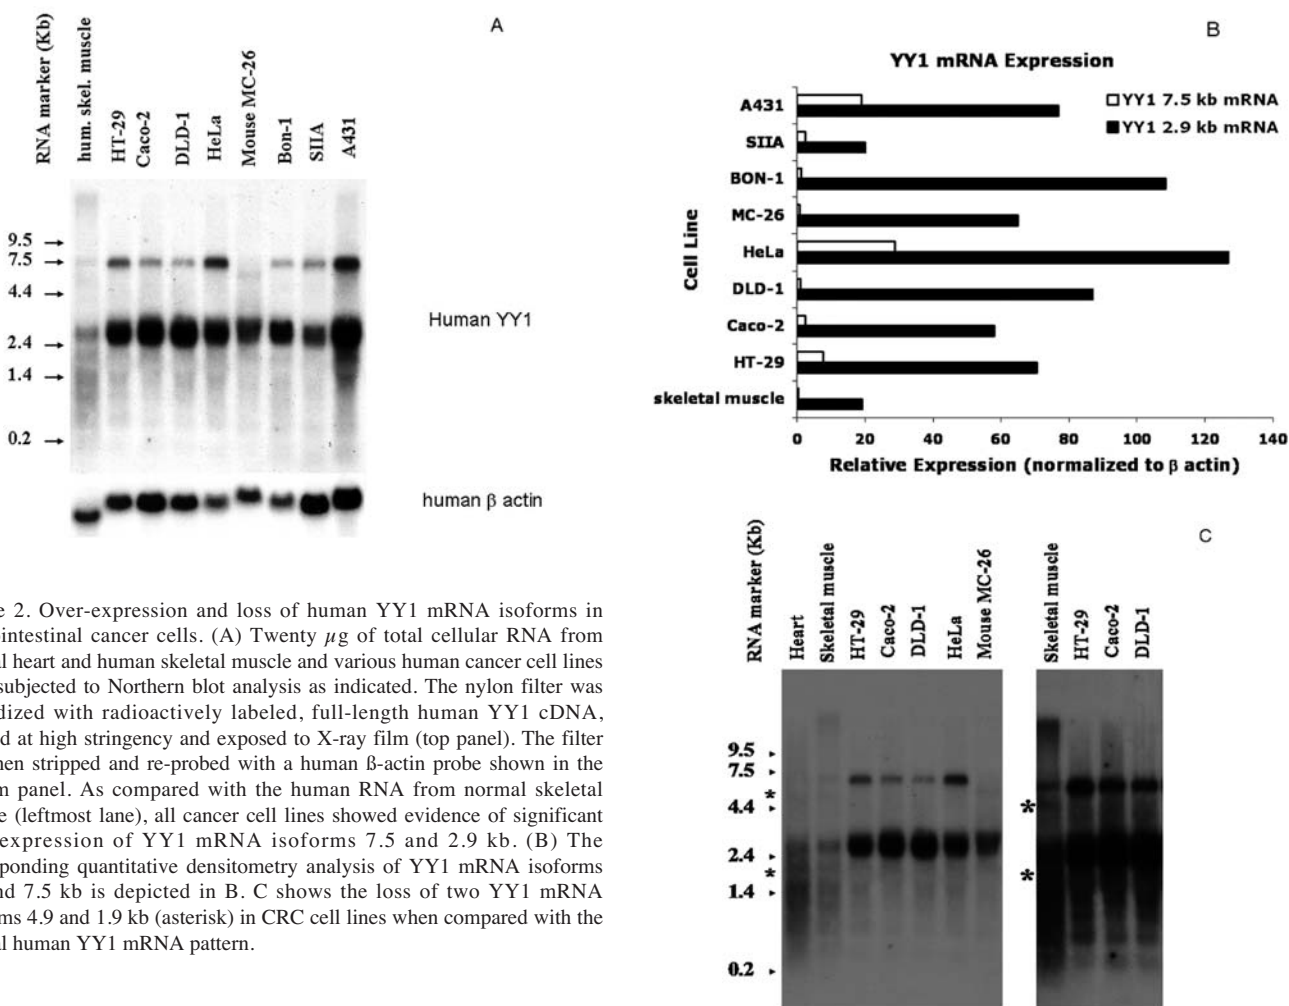 A
RNA marker (Kb)
hum. skel. muscle
HT-29
Caco-2
DLD-1
HeLa
Mouse MC-26
Bon-1
SIIA
A431
9.5
7.5
4.4
2.4
1.4
0.2
Human YY1
human β actin
B
YY1 mRNA Expression
YY1 7.5 kb mRNA
YY1 2.9 kb mRNA
Cell Line
A431
SIIA
BON-1
MC-26
HeLa
DLD-1
Caco-2
HT-29
skeletal muscle
0 20 40 60 80 100 120 140
Relative Expression (normalized to β actin)
e 2. Over-expression and loss of human YY1 mRNA isoforms in
intestinal cancer cells. (A) Twenty µg of total cellular RNA from
al heart and human skeletal muscle and various human cancer cell lines
subjected to Northern blot analysis as indicated. The nylon filter was
dized with radioactively labeled, full-length human YY1 cDNA,
d at high stringency and exposed to X-ray film (top panel). The filter
hen stripped and re-probed with a human ß-actin probe shown in the
m panel. As compared with the human RNA from normal skeletal
e (leftmost lane), all cancer cell lines showed evidence of significant
expression of YY1 mRNA isoforms 7.5 and 2.9 kb. (B) The
ponding quantitative densitometry analysis of YY1 mRNA isoforms
nd 7.5 kb is depicted in B. C shows the loss of two YY1 mRNA
ms 4.9 and 1.9 kb (asterisk) in CRC cell lines when compared with the
al human YY1 mRNA pattern.
C
RNA marker (Kb)
Heart
Skeletal muscle
HT-29
Caco-2
DLD-1
HeLa
Mouse MC-26
Skeletal muscle
HT-29
Caco-2
DLD-1
9.5
7.5
*
4.4
2.4
*
1.4
0.2
*
*